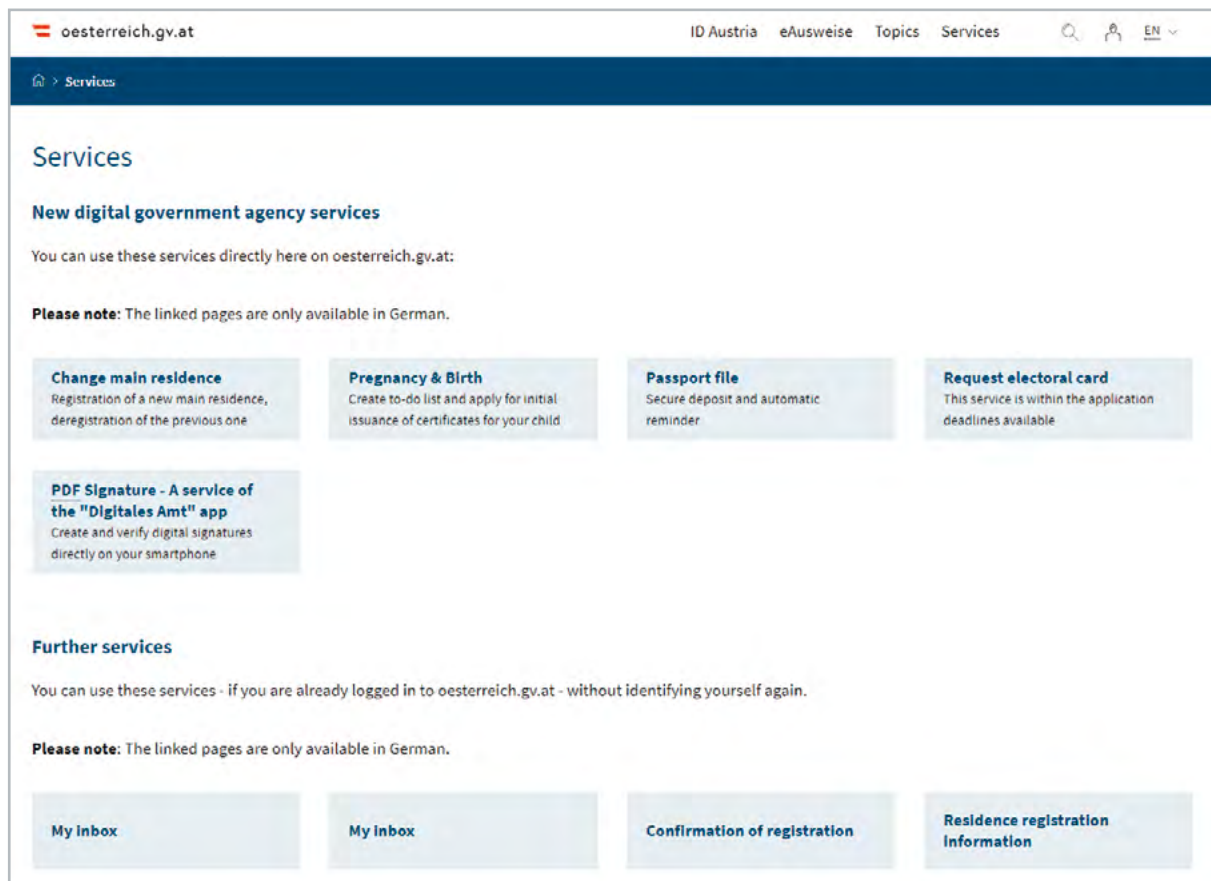 oesterreich.gv.at
ID Austria eAusweise Topics Services EN
> Services
Services
New digital government agency services
You can use these services directly here on oesterreich.gv.at:
Please note: The linked pages are only available in German.
Change main residence
Registration of a new main residence,
deregistration of the previous one
Pregnancy & Birth
Create to-do list and apply for initial
issuance of certificates for your child
Passport file
Secure deposit and automatic
reminder
Request electoral card
This service is within the application
deadlines available
PDF Signature - A service of
the "Digitales Amt" app
Create and verify digital signatures
directly on your smartphone
Further services
You can use these services - if you are already logged in to oesterreich.gv.at - without identifying yourself again.
Please note: The linked pages are only available in German.
My inbox
My inbox
Confirmation of registration
Residence registration
information